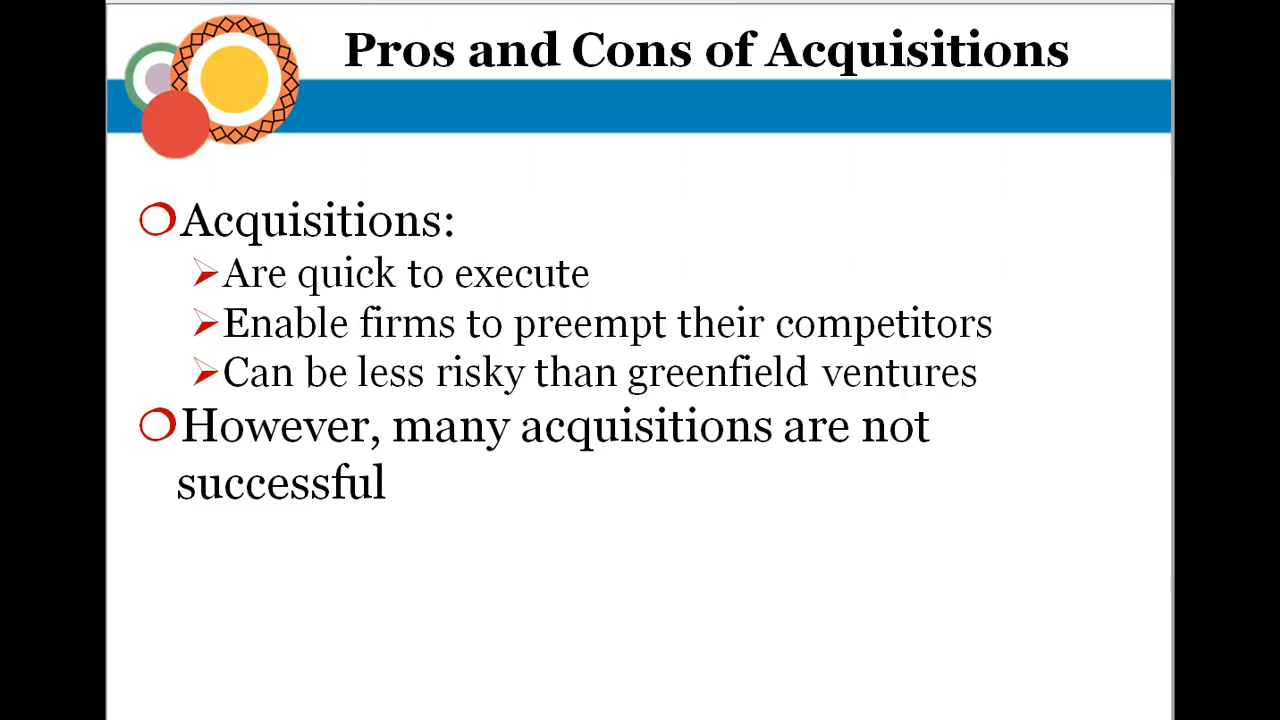 Pros and Cons of Acquisitions
Acquisitions:
Are quick to execute
Enable firms to preempt their competitors
Can be less risky than greenfield ventures
However, many acquisitions are not
successful